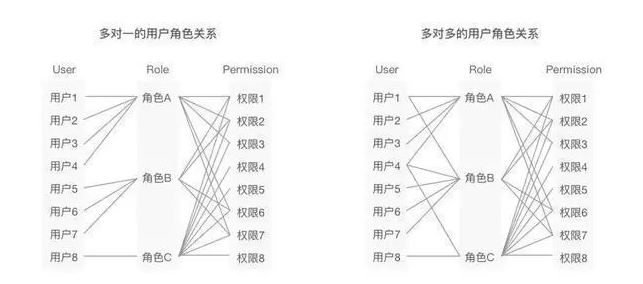 多对一的用户角色关系
User Role Permission
用户1 角色A 权限1
用户2 权限2
用户3 权限3
用户4 权限4
角色B
用户5 权限5
用户6 权限6
用户7 权限7
用户8 角色C 权限8
多对多的用户角色关系
User Role Permission
用户1 角色A 权限1
用户2 权限2
用户3 权限3
用户4 权限4
角色B
用户5 权限5
用户6 权限6
用户7 权限7
用户8 角色C 权限8